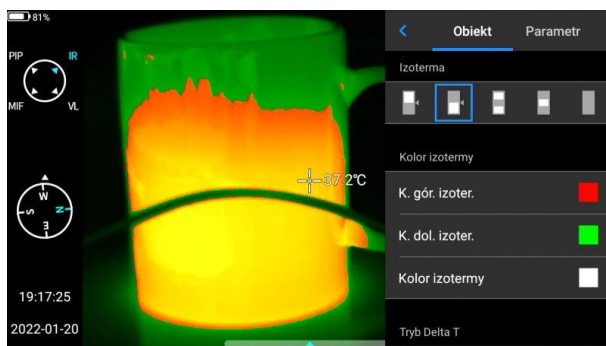 81%
PIP
IR
MIF
VL
W
S
N
E
19:17:25
2022-01-20
37.2℃
Obiekt
Parametr
Izoterma
Kolor izotermy
K. gór. izoter.
K. dol. izoter.
Kolor izotermy
Tryb Delta T